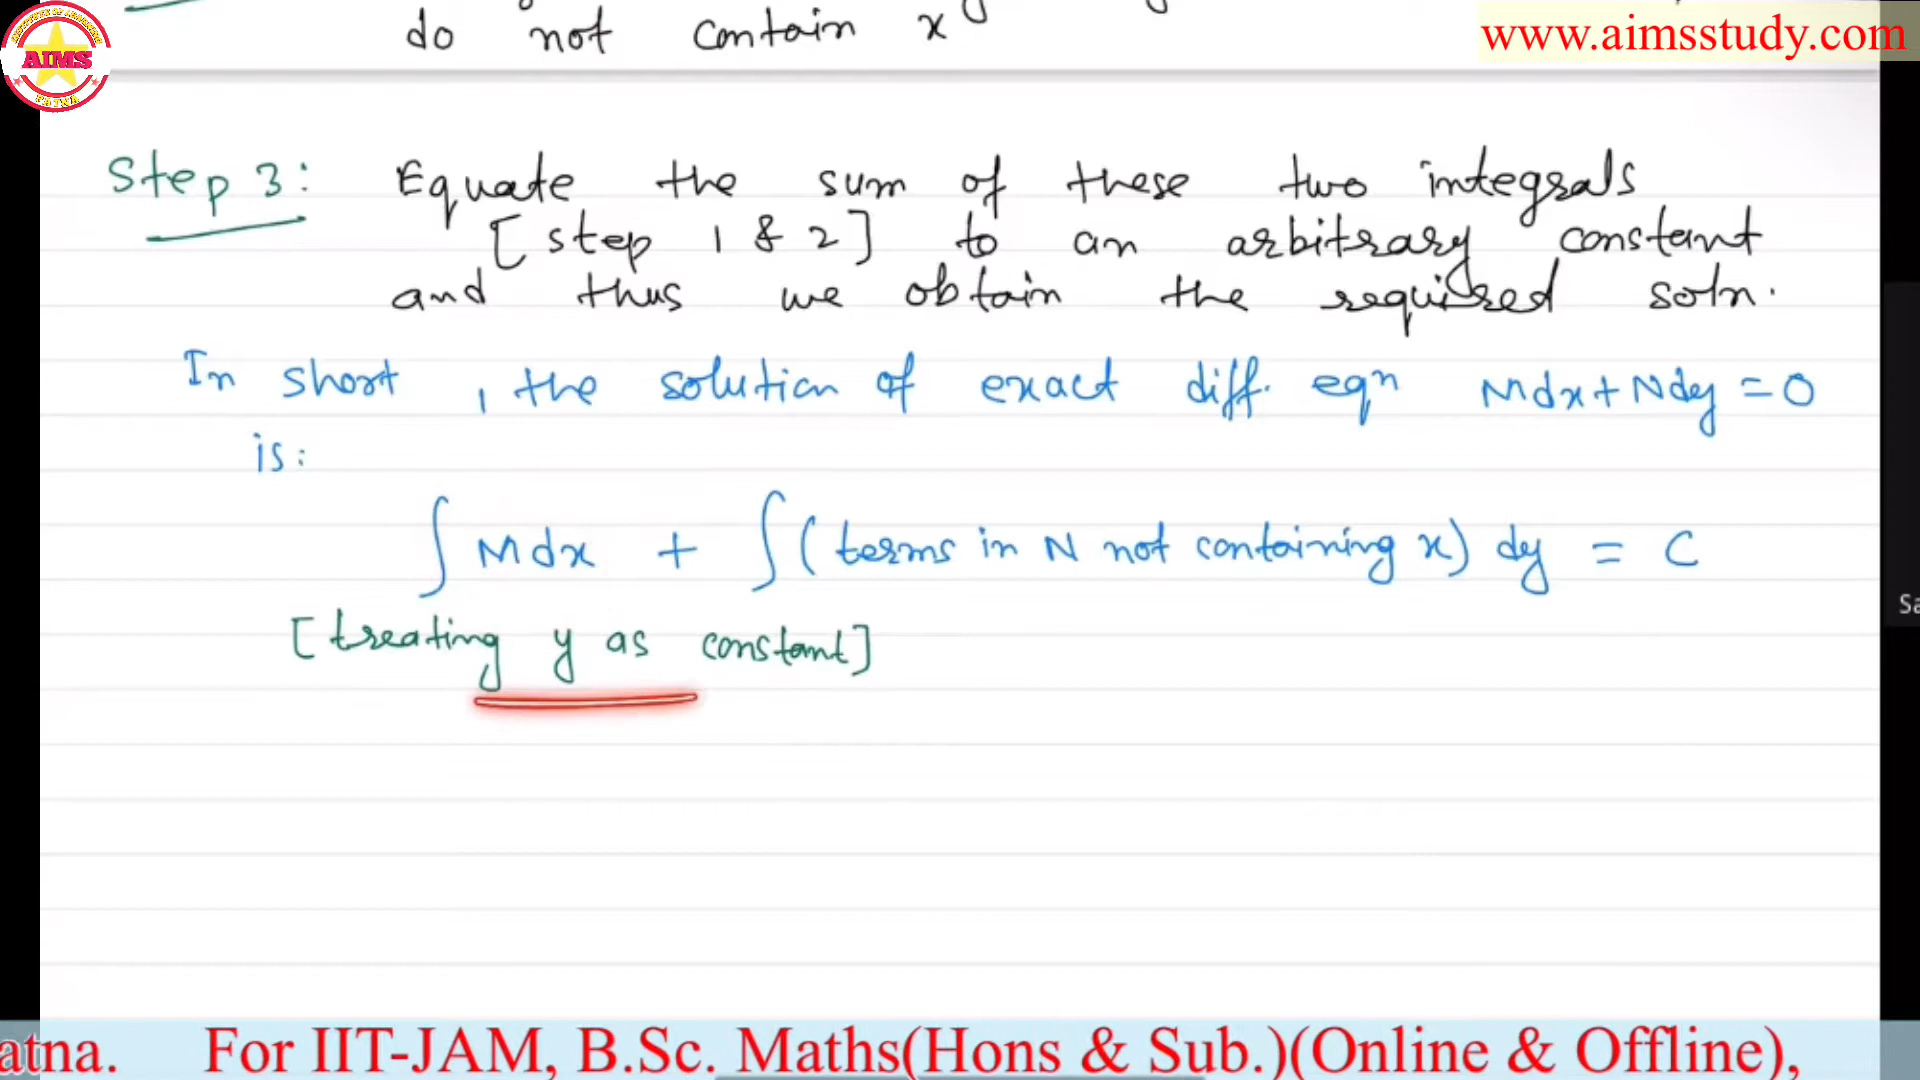 do not contain x
www.aimsstudy.com
AIMS
PATNA
Step 3: Equate the sum of these two integrals
[step 1 & 2] to an arbitrary constant
and thus we obtain the required soln.
In short, the solution of exact diff. eqn Mdx+Ndy=0
is:
∫ Mdx + ∫(terms in N not containing x) dy = C
[treating y as constant]
Sa
atna. For IIT-JAM, B.Sc. Maths(Hons & Sub.)(Online & Offline),